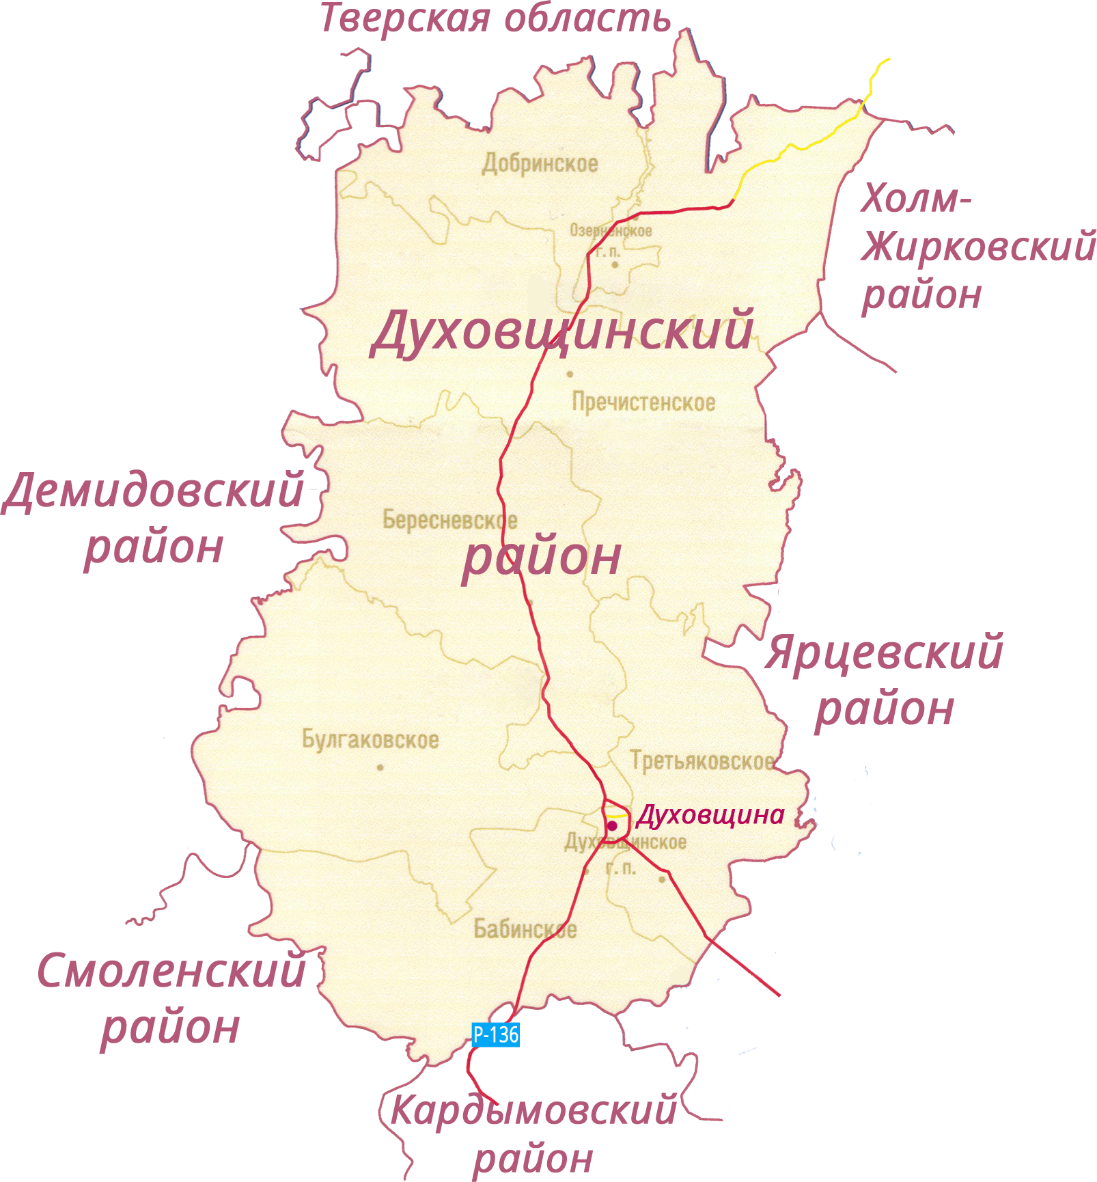 Тверская область
Добринское
Холм-
Жирковский
район
Озерненское
г. п.
Духовщинский
Пречистенское
Демидовский
район
Бересневское
район
Ярцевский
район
Булгаковское
Третьяковское
Духовщина
Духовщинское
г. п.
Бабинское
Смоленский
район
Р-136
Кардымовский
район